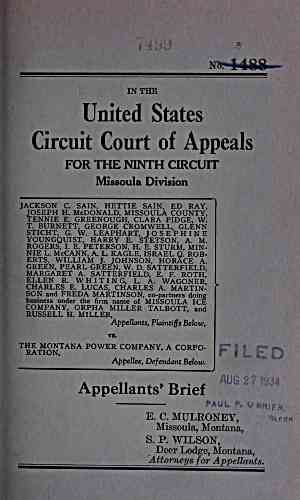 7499
No. 1488
IN THE
United States
Circuit Court of Appeals
FOR THE NINTH CIRCUIT
Missoula Division
JACKSON C. SAIN, HETTIE SAIN, ED RAY,
JOSEPH H. McDONALD, MISSOULA COUNTY,
TENNIE E. GREENOUGH, CLARA PIDGE, W.
T. BURNETT, GEORGE CROMWELL, GLENN
STICHT, G. W. LEAPHART, JOSEPHINE
YOUNGQUIST, HARRY E. STETSON, A. M.
ROGERS, I. E. PETERSON, H. E. STURM, MIN-
NIE L. McCANN, A. L. KAGLE, ISRAEL Q. ROB-
ERTS, WILLIAM I. JOHNSON, HORACE A.
GREEN, PEARL GREEN, W. D. SATTERFIELD,
MARGARET A. SATTERFIELD, E. F. ROTH,
ELLEN R. WHITING, L. A. WAGONER,
CHARLES E. LUCAS, CHARLES A. MARTIN-
SON and FREDA MARTINSON, co-partners doing
business under the firm name of MISSOULA ICE
COMPANY, ORPHA MILLER TALBOTT, and
RUSSELL H. MILLER,
Appellants, Plaintiffs Below,
vs.
THE MONTANA POWER COMPANY, A CORPO-
RATION,
Appellee, Defendant Below.
FILED
AUG 27 1934
Appellants' Brief
PAUL P. O'BRIEN,
CLERK
E. C. MULRONEY,
Missoula, Montana,
S. P. WILSON,
Deer Lodge, Montana,
Attorneys for Appellants.